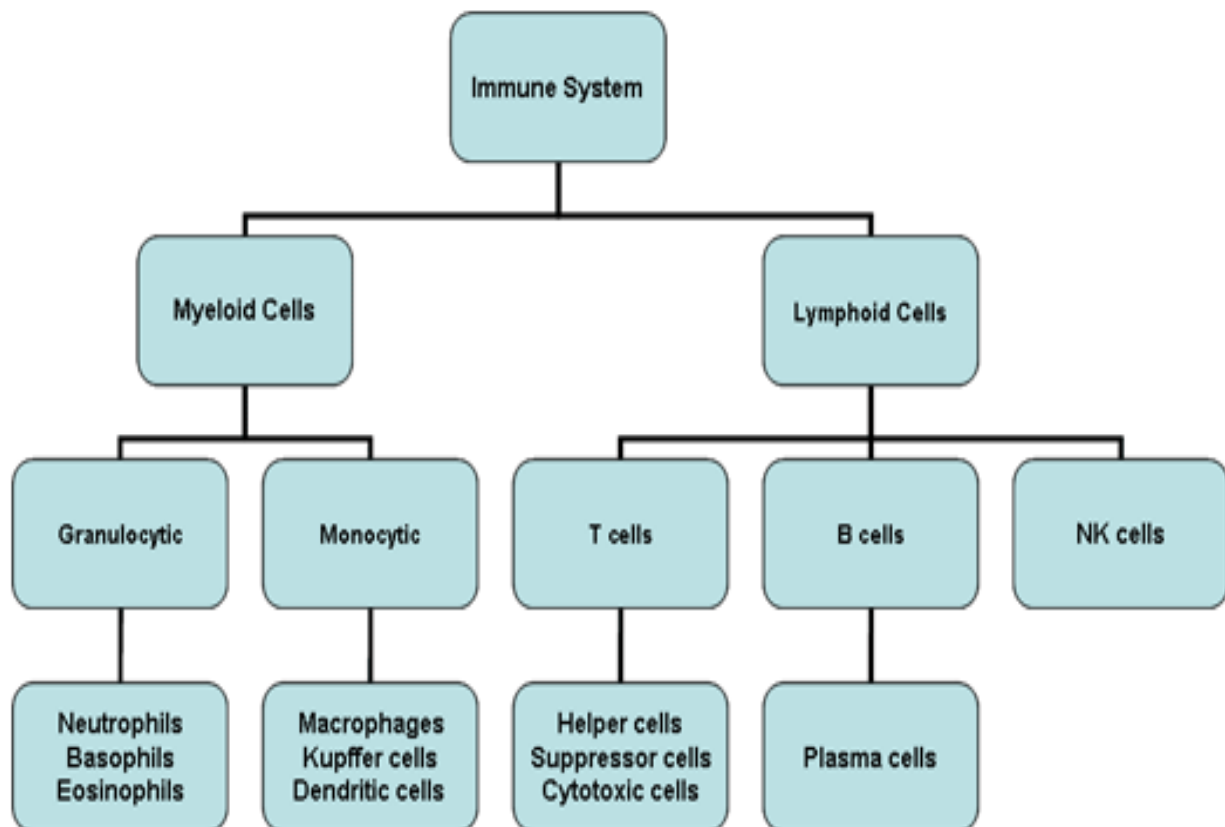 Immune System
Myeloid Cells
Lymphoid Cells
Granulocytic
Monocytic
T cells
B cells
NK cells
Neutrophils
Basophils
Eosinophils
Macrophages
Kupffer cells
Dendritic cells
Helper cells
Suppressor cells
Cytotoxic cells
Plasma cells